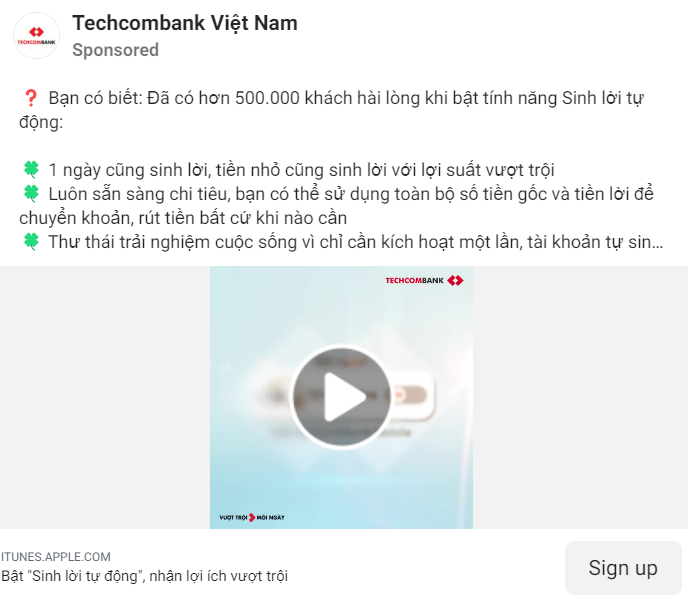 TECHCOMBANK
Techcombank Việt Nam
Sponsored
❓ Bạn có biết: Đã có hơn 500.000 khách hài lòng khi bật tính năng Sinh lời tự
động:
🍀 1 ngày cũng sinh lời, tiền nhỏ cũng sinh lời với lợi suất vượt trội
🍀 Luôn sẵn sàng chi tiêu, bạn có thể sử dụng toàn bộ số tiền gốc và tiền lời để
chuyển khoản, rút tiền bất cứ khi nào cần
🍀 Thư thái trải nghiệm cuộc sống vì chỉ cần kích hoạt một lần, tài khoản tự sin...
TECHCOMBANK
VƯỢT TRỘI MỖI NGÀY
ITUNES.APPLE.COM
Bật "Sinh lời tự động", nhận lợi ích vượt trội
Sign up